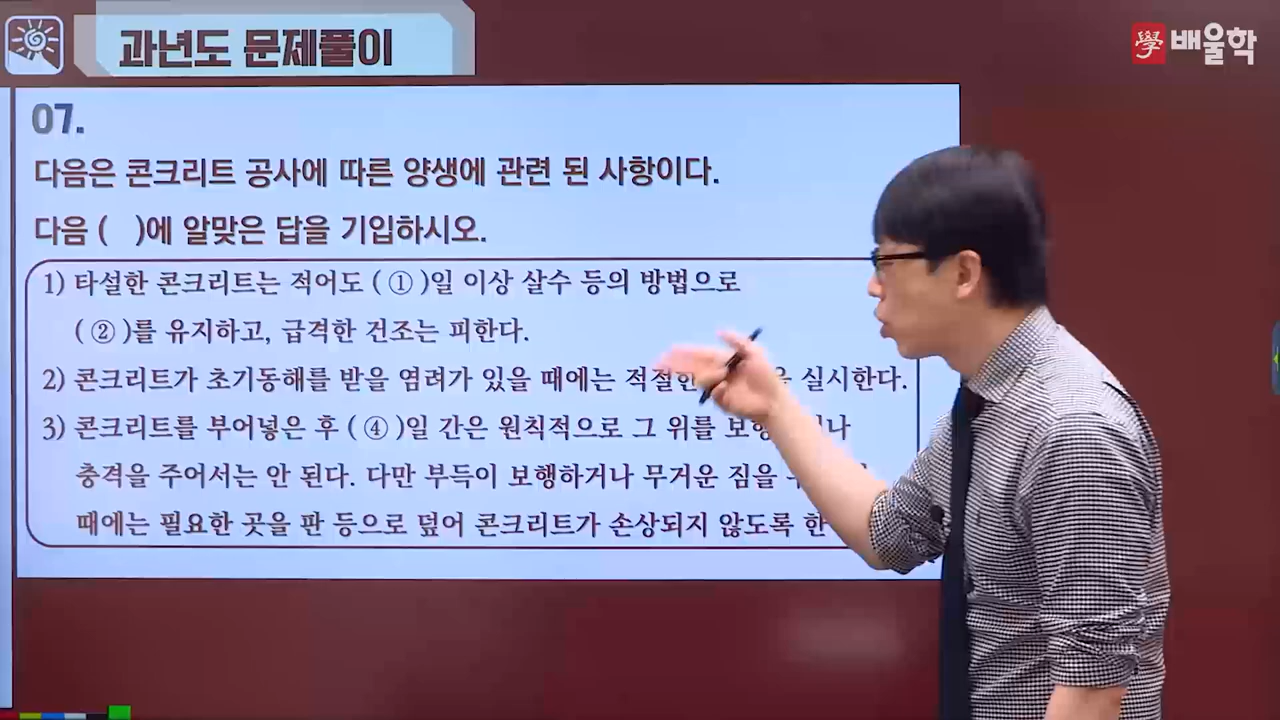 과년도 문제풀이
學 배울학
07.
다음은 콘크리트 공사에 따른 양생에 관련 된 사항이다.
다음 ( )에 알맞은 답을 기입하시오.
1) 타설한 콘크리트는 적어도 ( ① )일 이상 살수 등의 방법으로
( ② )를 유지하고, 급격한 건조는 피한다.
2) 콘크리트가 초기동해를 받을 염려가 있을 때에는 적절한 실시한다.
3) 콘크리트를 부어넣은 후 ( ④ )일 간은 원칙적으로 그 위를
충격을 주어서는 안 된다. 다만 부득이 보행하거나 무거운 짐을
때에는 필요한 곳을 판 등으로 덮어 콘크리트가 손상되지 않도록 한